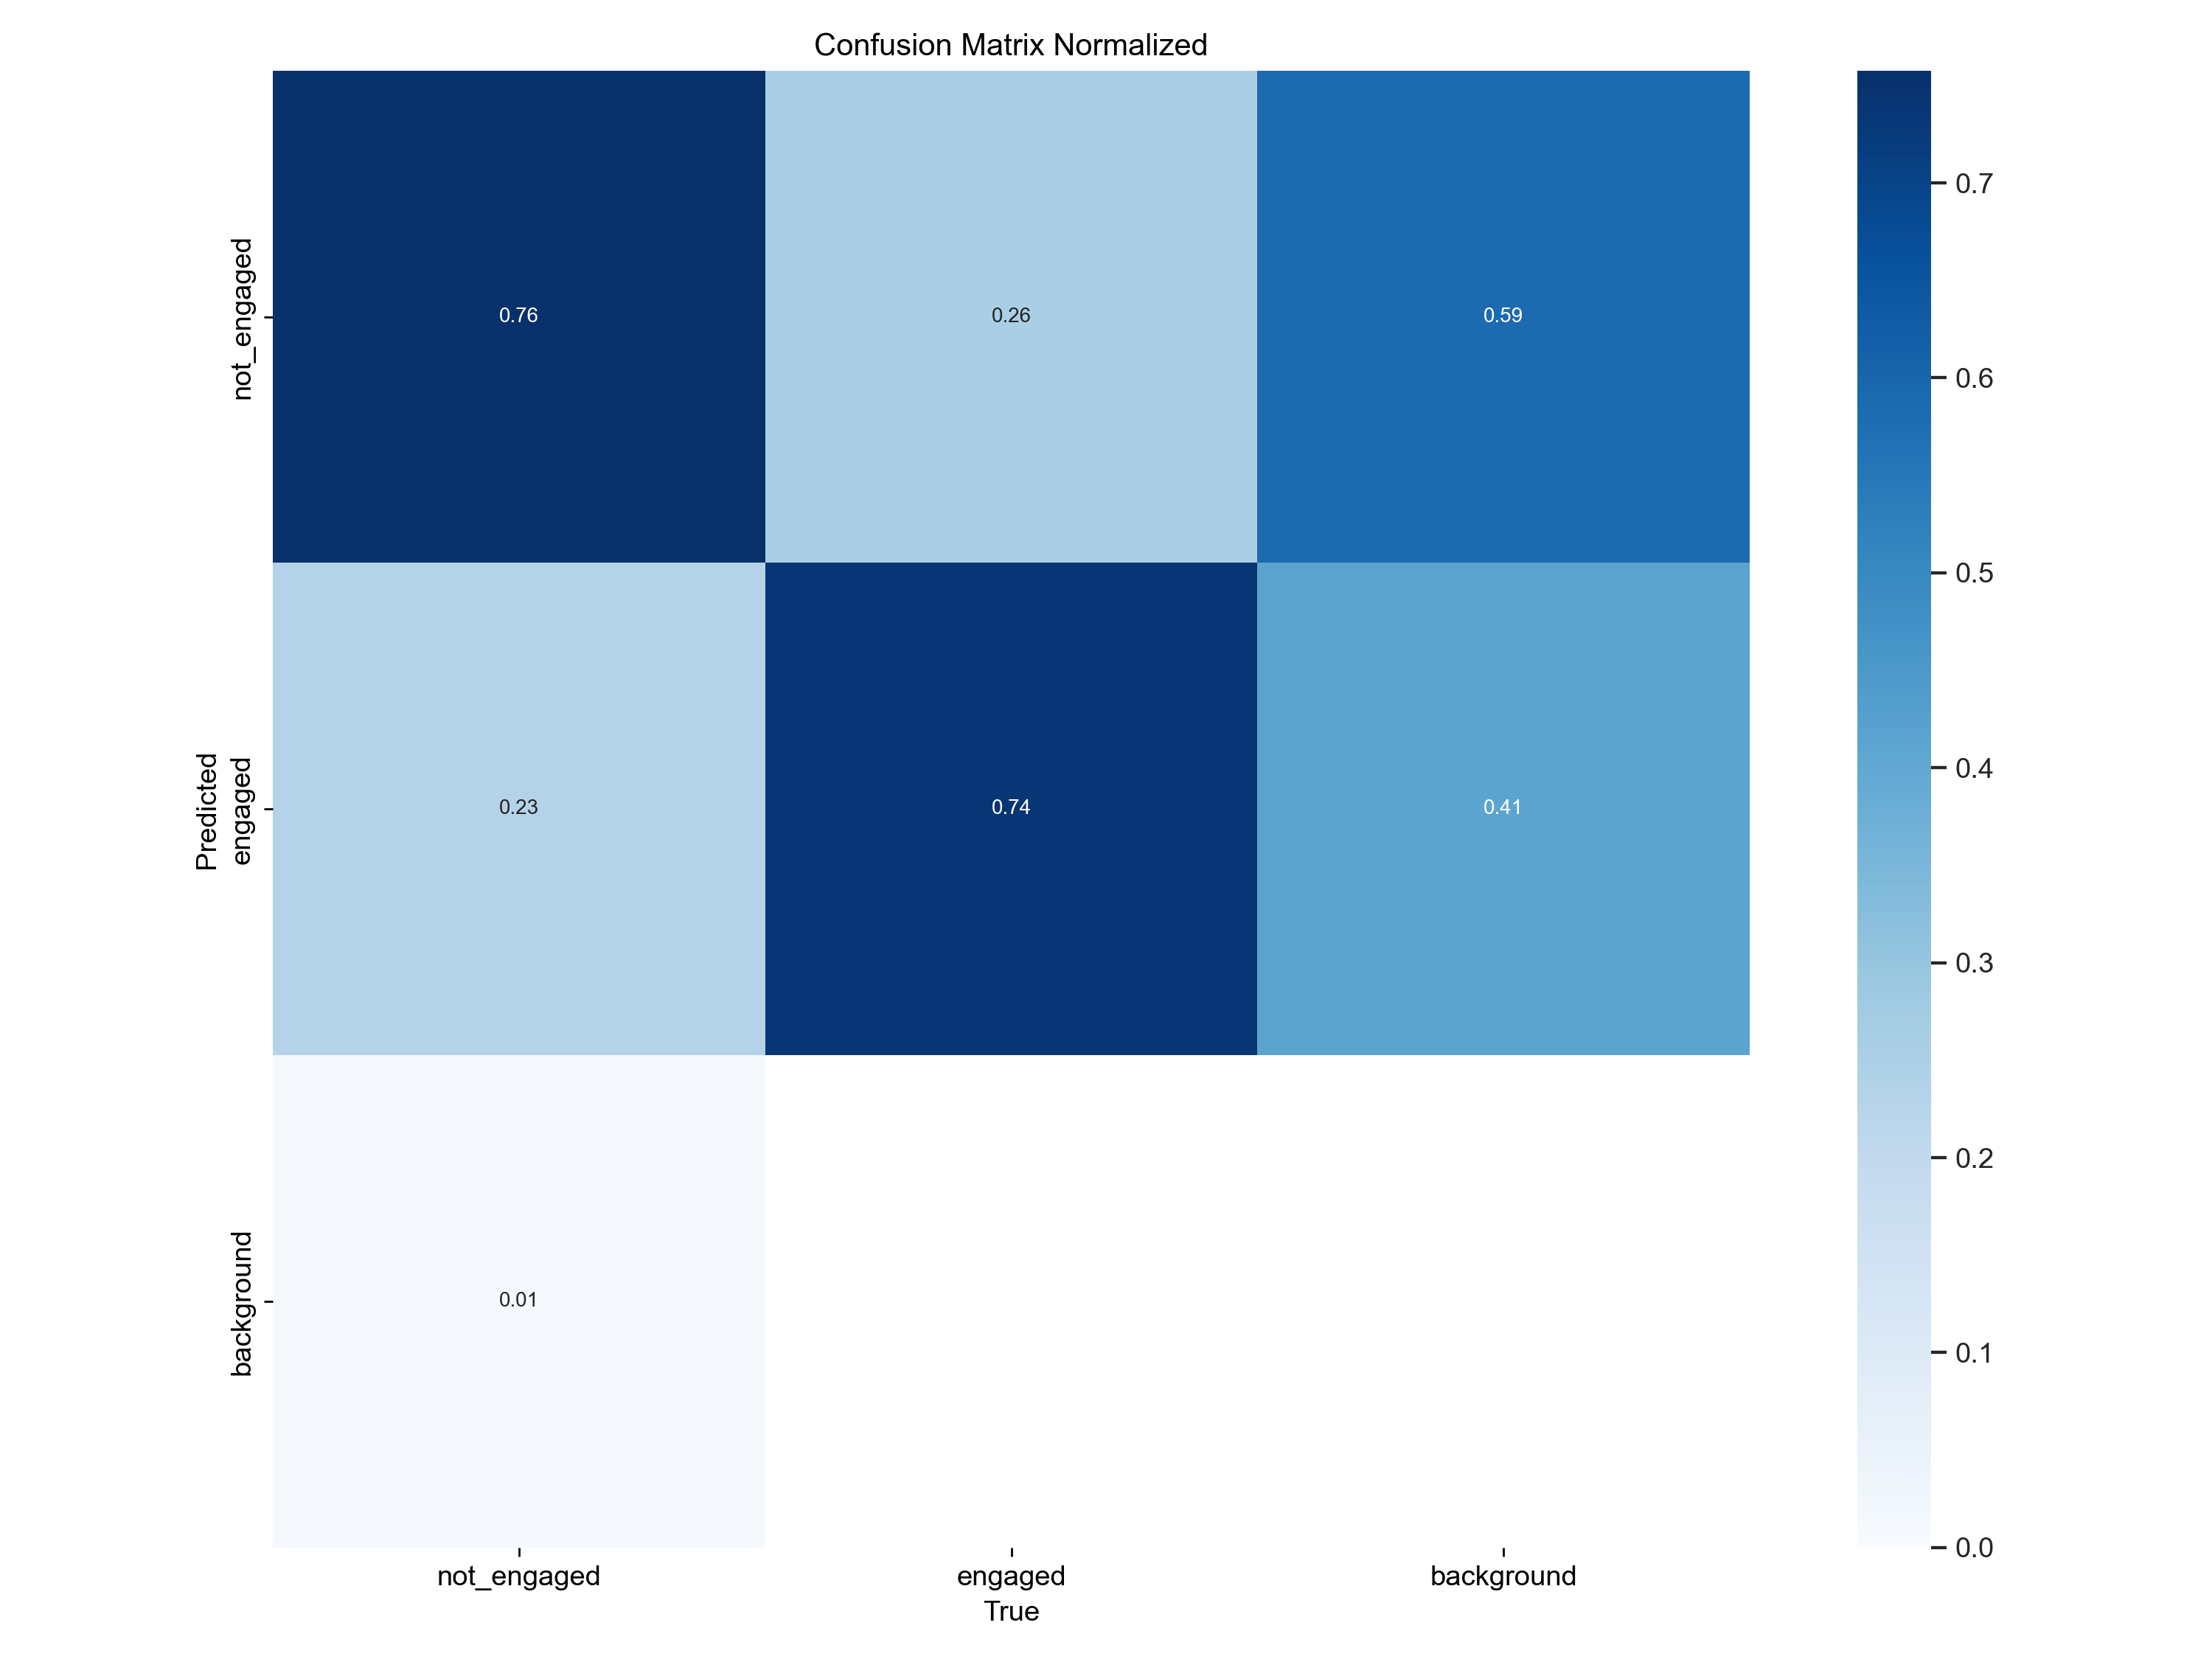 Confusion Matrix Normalized
not_engaged
0.76 0.26 0.59
Predicted
engaged
0.23 0.74 0.41
background
0.01
not_engaged engaged background
True
0.7
0.6
0.5
0.4
0.3
0.2
0.1
0.0